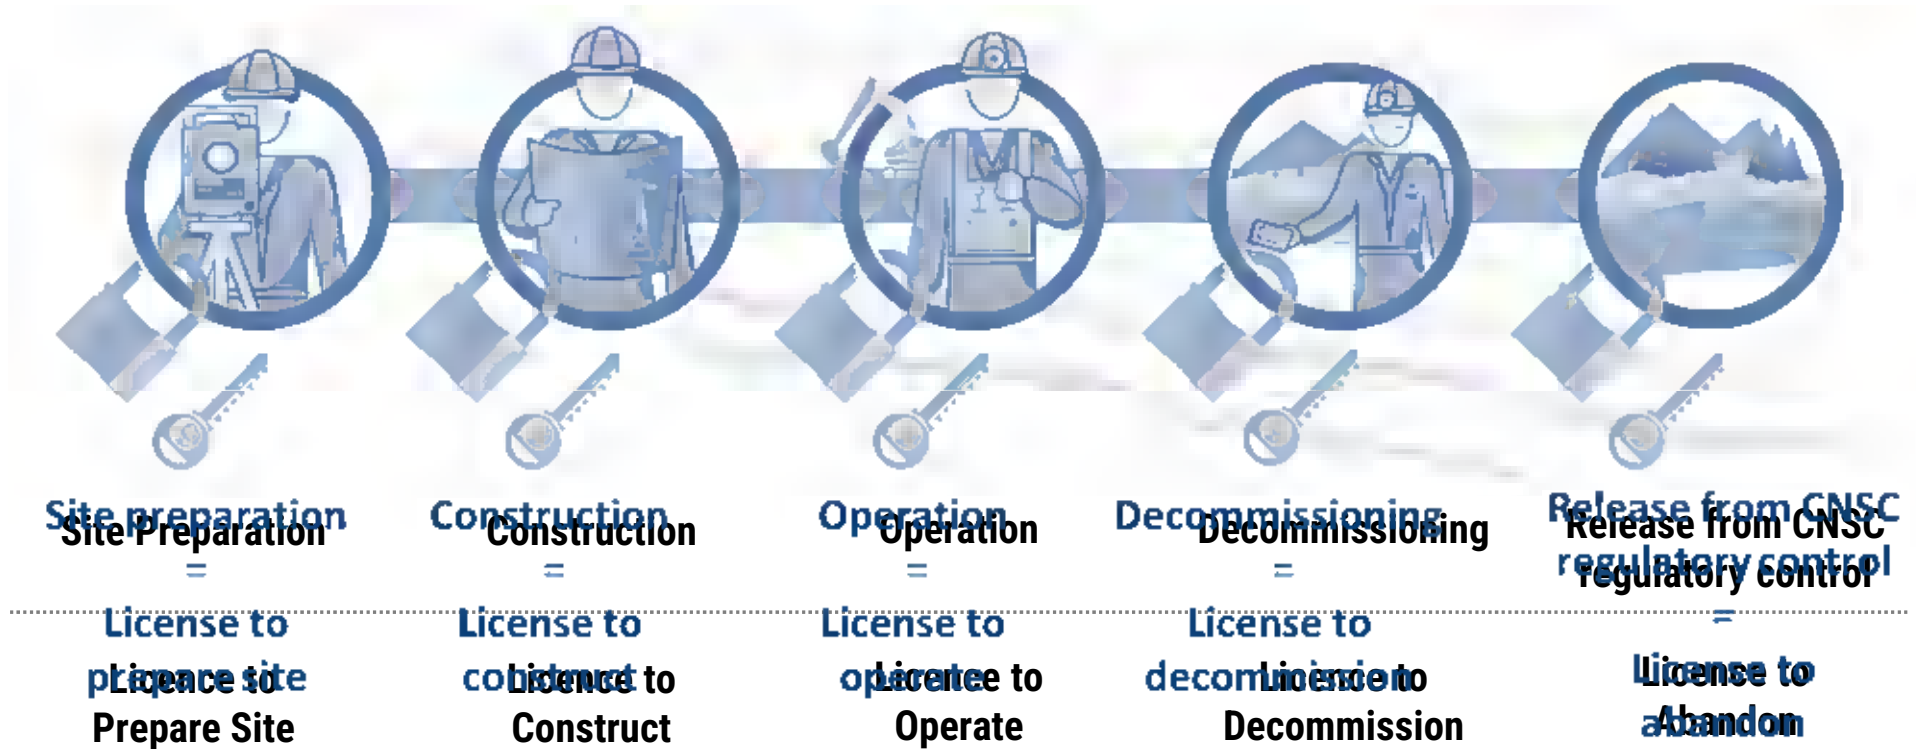 Site preparation
Site Preparation
=
License to
prepare site
Licence to
Prepare Site
Construction
Construction
=
License to
construct
Licence to
Construct
Operation
Operation
=
License to
operate
Licence to
Operate
Decommissioning
Decommissioning
=
License to
decommission
Licence to
Decommission
Release from CNSC
regulatory control
Release from CNSC
regulatory control
=
License to
abandon
License to
Abandon